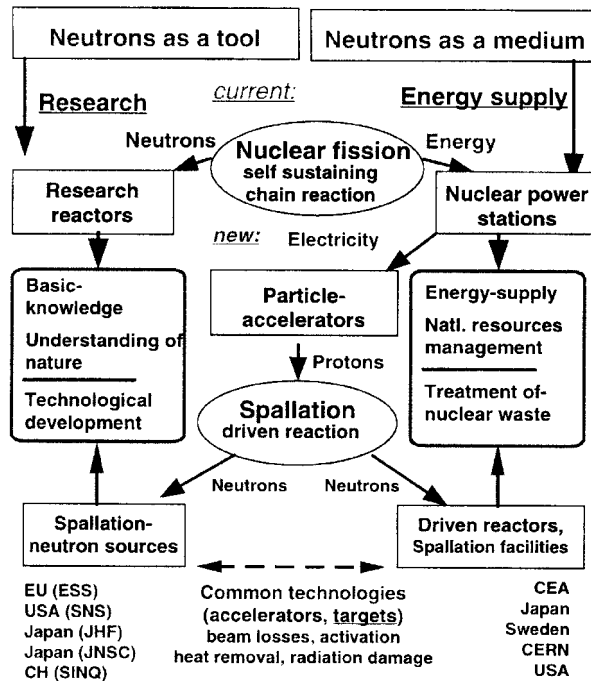 Neutrons as a tool
Neutrons as a medium
Research
current:
Energy supply
Neutrons
Nuclear fission
self sustaining
chain reaction
Energy
Research
reactors
Nuclear power
stations
new:
Electricity
Basic-
knowledge
Understanding of
nature
Technological
development
Particle-
accelerators
Energy-supply
Natl. resources
management
Treatment of-
nuclear waste
Protons
Spallation
driven reaction
Neutrons
Neutrons
Spallation-
neutron sources
Driven reactors,
Spallation facilities
EU (ESS)
USA (SNS)
Japan (JHF)
Japan (JNSC)
CH (SINQ)
Common technologies
(accelerators, targets)
beam losses, activation
heat removal, radiation damage
CEA
Japan
Sweden
CERN
USA